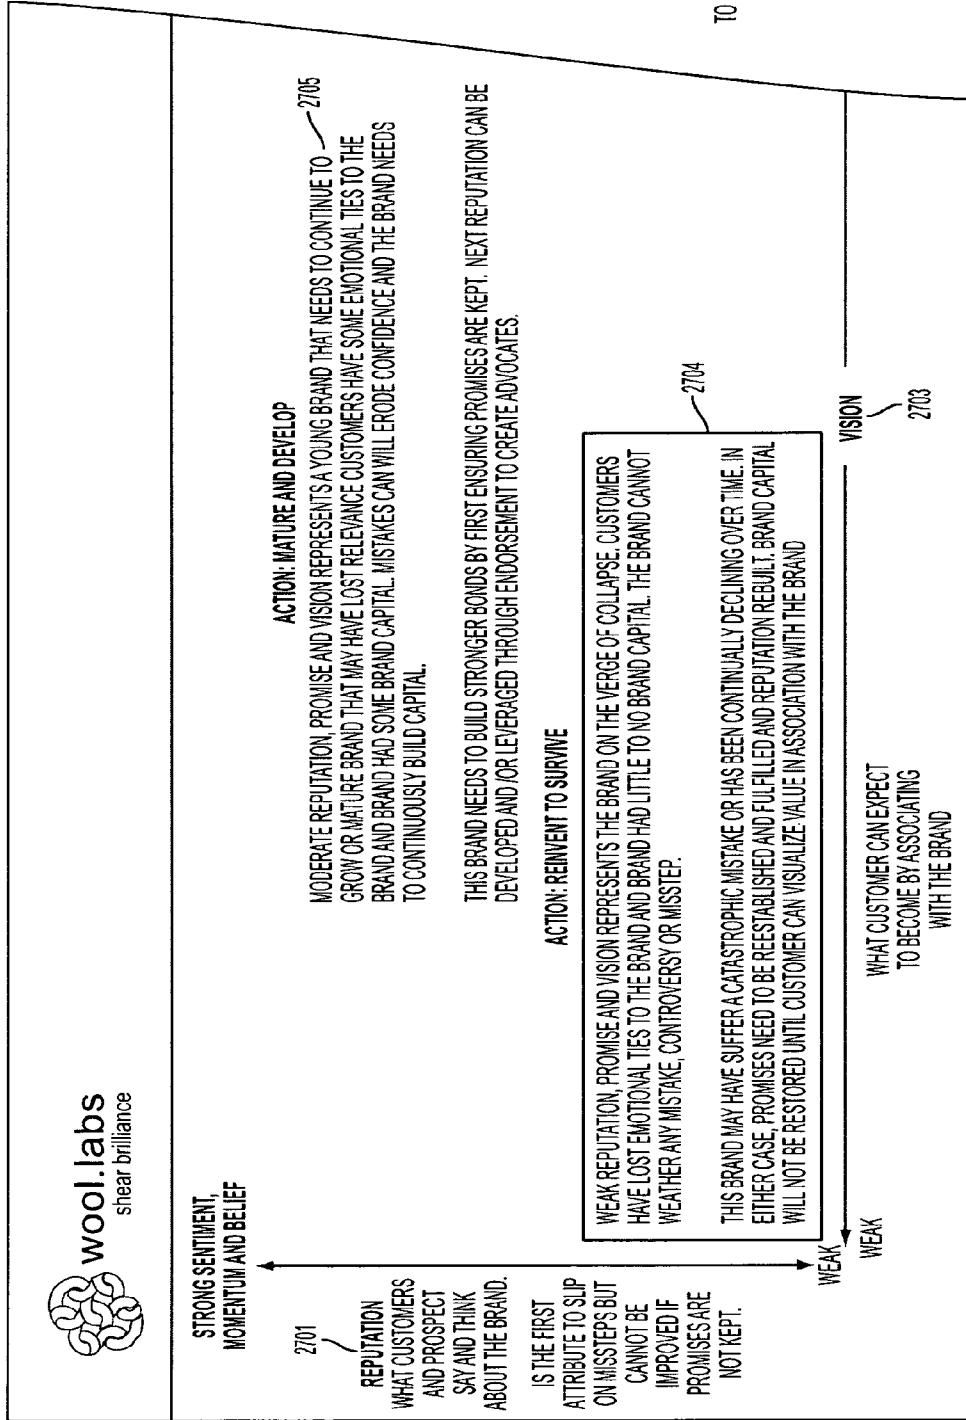 wool.labs
shear brilliance
STRONG SENTIMENT,
MOMENTUM AND BELIEF
2701
REPUTATION
WHAT CUSTOMERS
AND PROSPECT
SAY AND THINK
ABOUT THE BRAND.
IS THE FIRST
ATTRIBUTE TO SLIP
ON MISSTEPS BUT
CANNOT BE
IMPROVED IF
PROMISES ARE
NOT KEPT.
WEAK
WEAK
ACTION: MATURE AND DEVELOP
MODERATE REPUTATION, PROMISE AND VISION REPRESENTS A YOUNG BRAND THAT NEEDS TO CONTINUE TO
GROW OR MATURE BRAND THAT MAY HAVE LOST RELEVANCE CUSTOMERS HAVE SOME EMOTIONAL TIES TO THE
BRAND AND BRAND HAD SOME BRAND CAPITAL. MISTAKES CAN WILL ERODE CONFIDENCE AND THE BRAND NEEDS
TO CONTINUOUSLY BUILD CAPITAL.
2705
THIS BRAND NEEDS TO BUILD STRONGER BONDS BY FIRST ENSURING PROMISES ARE KEPT. NEXT REPUTATION CAN BE
DEVELOPED AND /OR LEVERAGED THROUGH ENDORSEMENT TO CREATE ADVOCATES.
ACTION: REINVENT TO SURVIVE
WEAK REPUTATION, PROMISE AND VISION REPRESENTS THE BRAND ON THE VERGE OF COLLAPSE. CUSTOMERS
HAVE LOST EMOTIONAL TIES TO THE BRAND AND BRAND HAD LITTLE TO NO BRAND CAPITAL. THE BRAND CANNOT
WEATHER ANY MISTAKE, CONTROVERSY OR MISSTEP.
2704
THIS BRAND MAY HAVE SUFFER A CATASTROPHIC MISTAKE OR HAS BEEN CONTINUALLY DECLINING OVER TIME. IN
EITHER CASE, PROMISES NEED TO BE REESTABLISHED AND FULFILLED AND REPUTATION REBUILT. BRAND CAPITAL
WILL NOT BE RESTORED UNTIL CUSTOMER CAN VISUALIZE VALUE IN ASSOCIATION WITH THE BRAND
VISION
2703
WHAT CUSTOMER CAN EXPECT
TO BECOME BY ASSOCIATING
WITH THE BRAND
TO